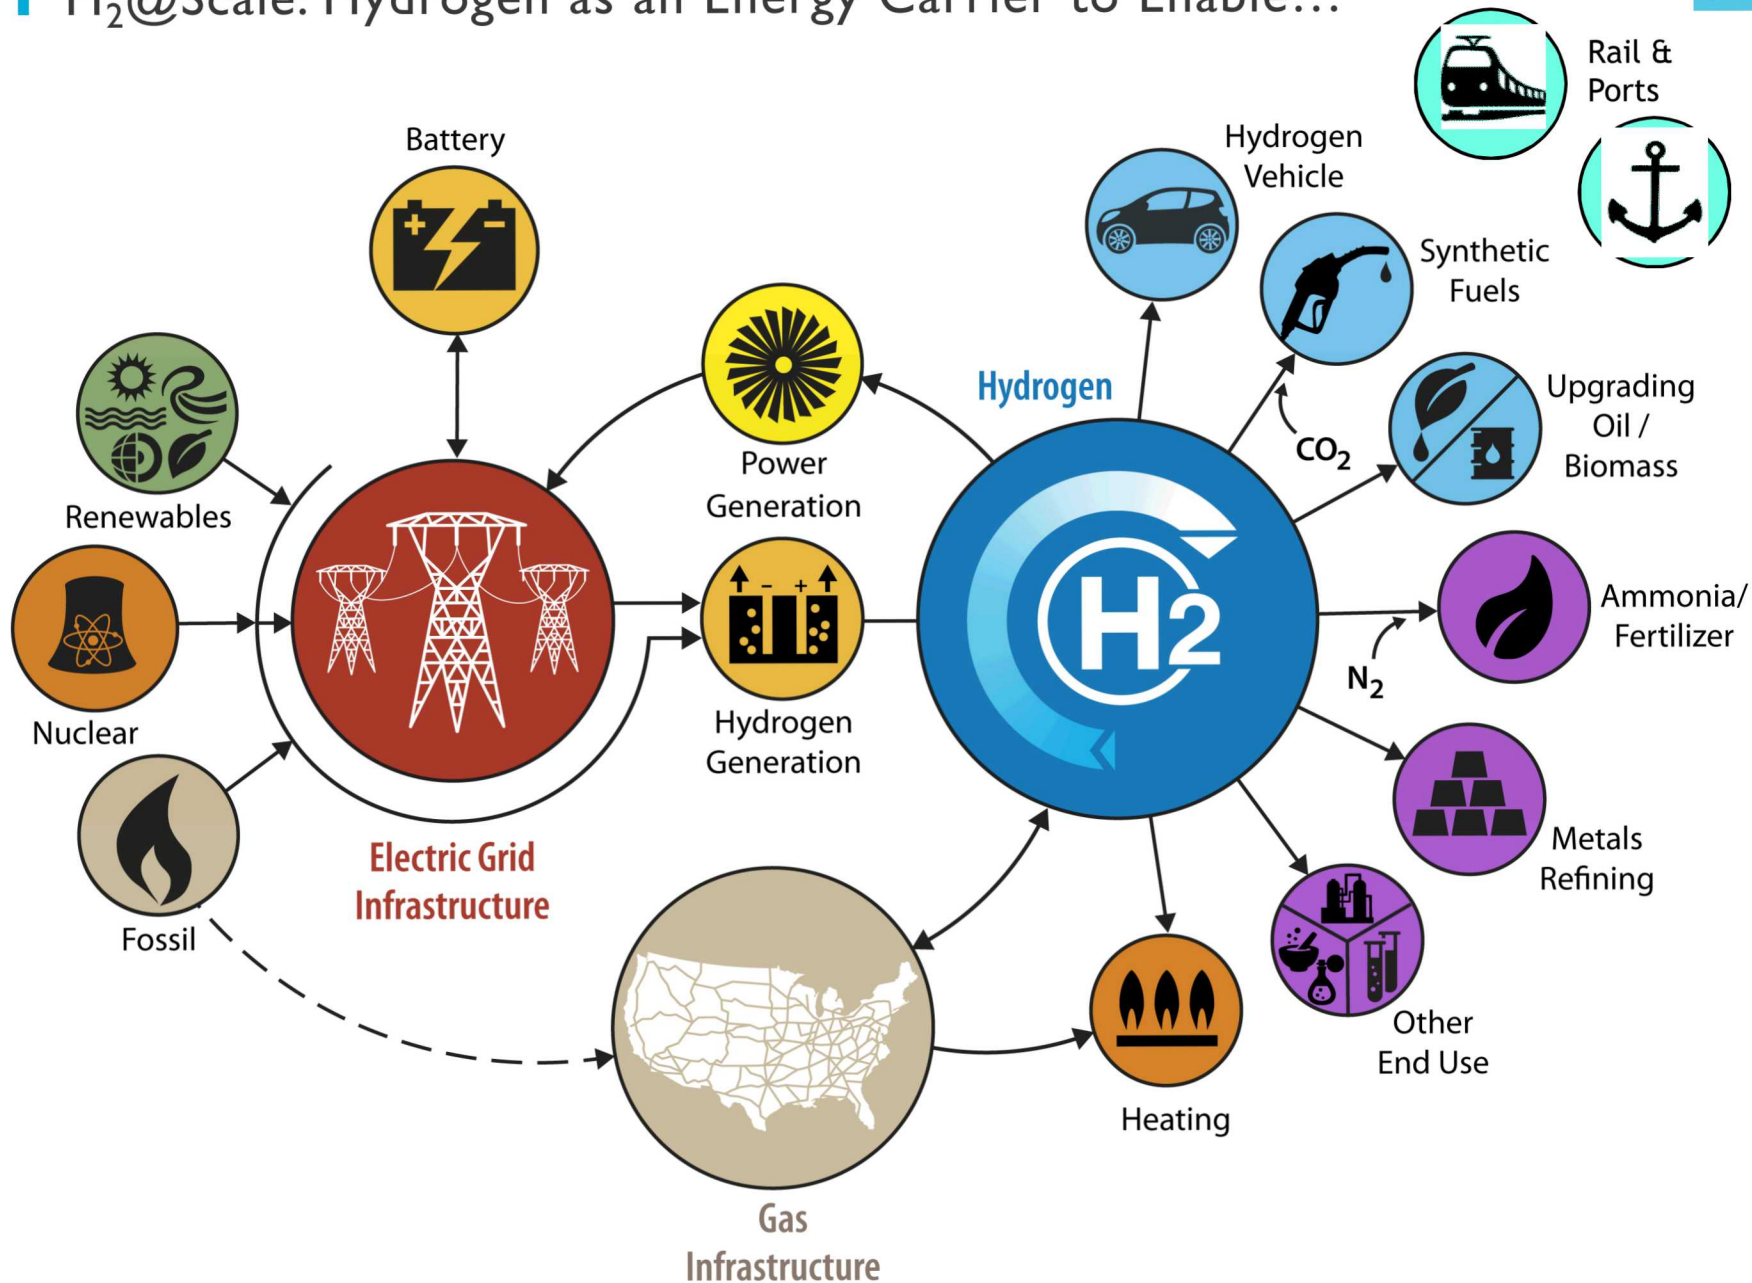 H₂@Scale: Hydrogen as an Energy Carrier to Enable…
Rail &
Ports
Battery
Hydrogen
Vehicle
Synthetic
Fuels
Hydrogen
CO₂
Upgrading
Oil /
Biomass
Power
Generation
Renewables
+
-
- +
H2
Ammonia/
Fertilizer
N₂
Nuclear
Hydrogen
Generation
Electric Grid
Infrastructure
Metals
Refining
Fossil
Other
End Use
Heating
Gas
Infrastructure